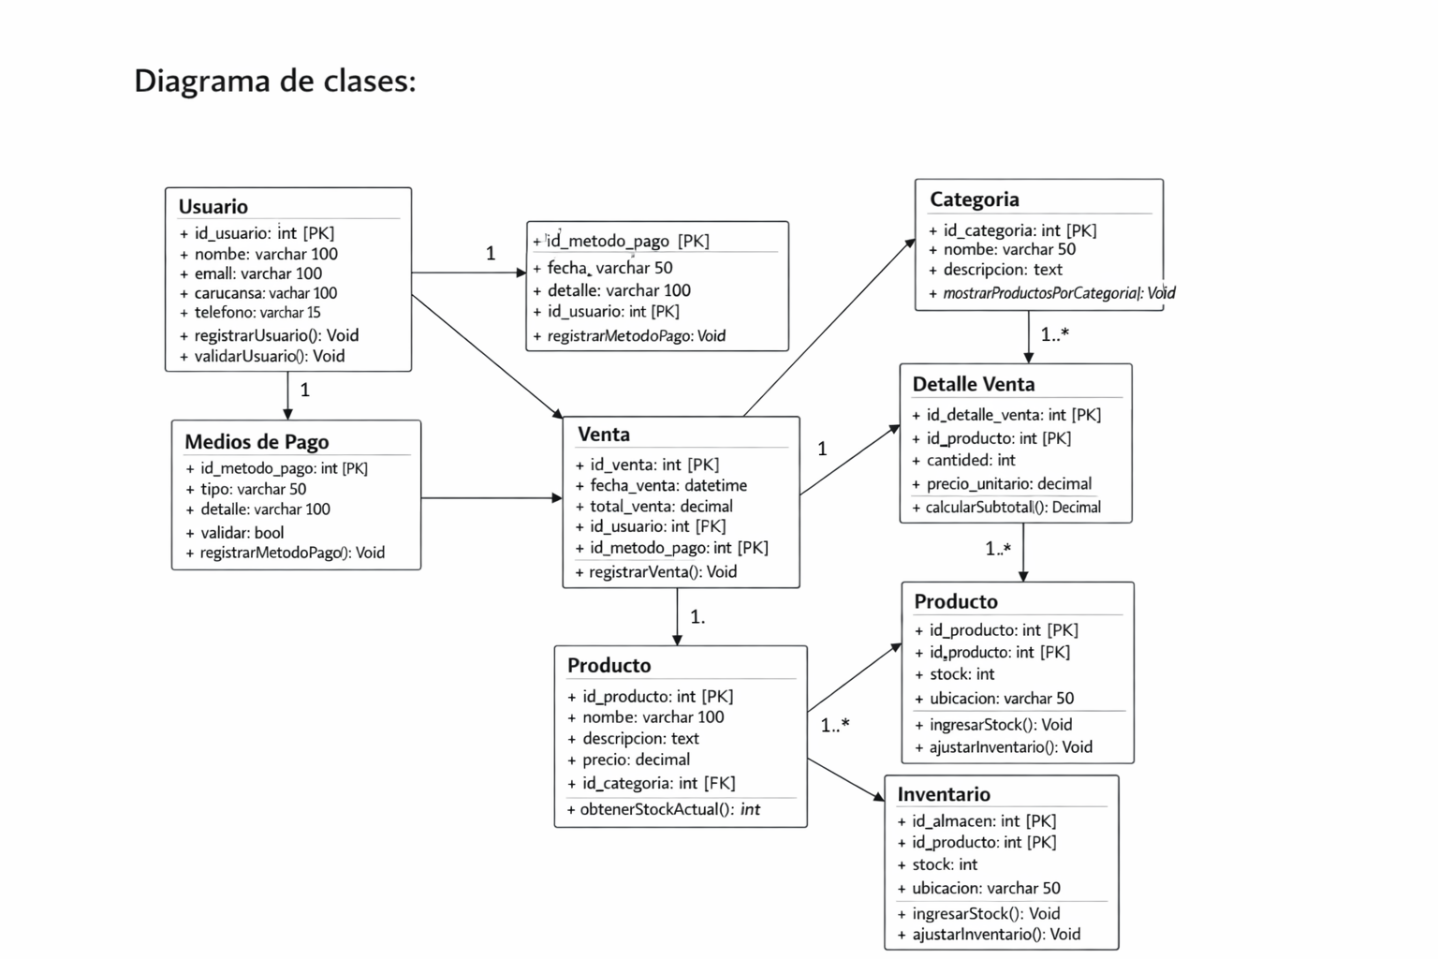 Diagrama de clases:
Usuario
+ id_usuario: int [PK]
+ nombe: varchar 100
+ emall: varchar 100
+ carucansa: vachar 100
+ telefono: varchar 15
+ registrarUsuario(): Void
+ validarUsuario(): Void
1
+ id_metodo_pago [PK]
+ fecha. varchar 50
+ detalle: varchar 100
+ id_usuario: int [PK]
+ registrarMetodoPago: Void
Categoria
+ id_categoria: int [PK]
+ nombe: varchar 50
+ descripcion: text
+ mostrarProductosPorCategoria|: Void
1..*
1
Medios de Pago
+ id_metodo_pago: int [PK]
+ tipo: varchar 50
+ detalle: varchar 100
+ validar: bool
+ registrarMetodoPago): Void
Venta
+ id_venta: int [PK]
+ fecha_venta: datetime
+ total_venta: decimal
+ id_usuario: int [FK]
+ id_metodo_pago: int [PK]
+ registrarVenta(): Void
1
Detalle Venta
+ id_detalle_venta: int [PK]
+ id_producto: int [PK]
+ cantided: int
+ precio_unitario: decimal
+ calcularSubtotal(): Decimal
1..*
1.
Producto
+ id_producto: int [PK]
+ nombe: varchar 100
+ descripcion: text
+ precio: decimal
+ id_categoria: int [FK]
+ obtenerStockActual(): int
1..*
Producto
+ id_producto: int [PK]
+ id.producto: int [PK]
+ stock: int
+ ubicacion: varchar 50
+ ingresarStock(): Void
+ ajustarInventario(): Void
Inventario
+ id_almacen: int [PK]
+ id_producto: int [PK]
+ stock: int
+ ubicacion: varchar 50
+ ingresarStock(): Void
+ ajustarInventario(): Void